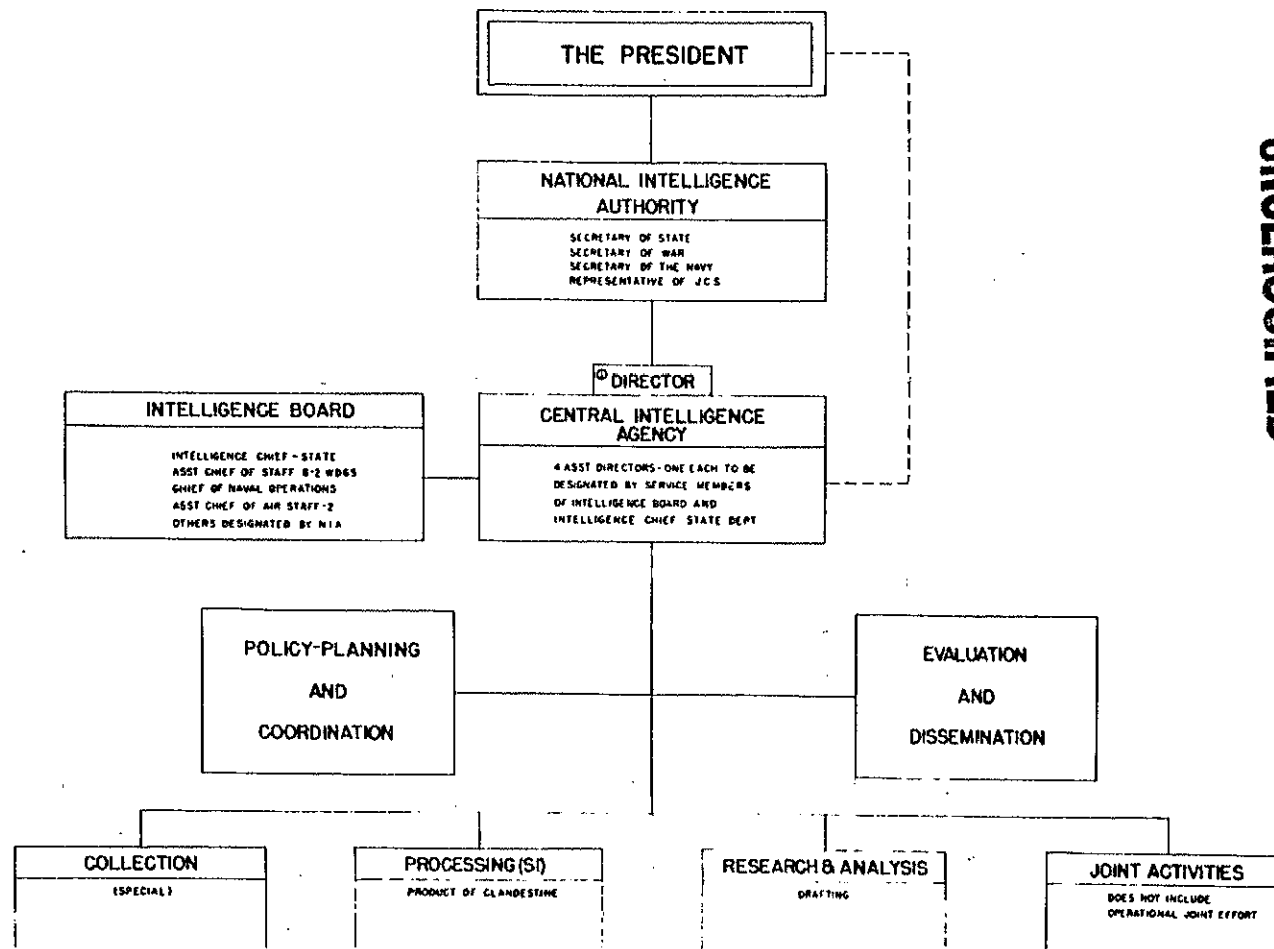 THE PRESIDENT
NATIONAL INTELLIGENCE
AUTHORITY
SECRETARY OF STATE
SECRETARY OF WAR
SECRETARY OF THE NAVY
REPRESENTATIVE OF JCS
① DIRECTOR
INTELLIGENCE BOARD
INTELLIGENCE CHIEF - STATE
ASST CHIEF OF STAFF G-2 WDGS
CHIEF OF NAVAL OPERATIONS
ASST CHIEF OF AIR STAFF-2
OTHERS DESIGNATED BY NIA
CENTRAL INTELLIGENCE
AGENCY
4 ASST DIRECTORS - ONE EACH TO BE
DESIGNATED BY SERVICE MEMBERS
OF INTELLIGENCE BOARD AND
INTELLIGENCE CHIEF STATE DEPT
POLICY-PLANNING
AND
COORDINATION
EVALUATION
AND
DISSEMINATION
COLLECTION
(SPECIAL)
PROCESSING (SI)
PRODUCT OF CLANDESTINE
RESEARCH & ANALYSIS
DRAFTING
JOINT ACTIVITIES
DOES NOT INCLUDE
OPERATIONAL JOINT EFFORT